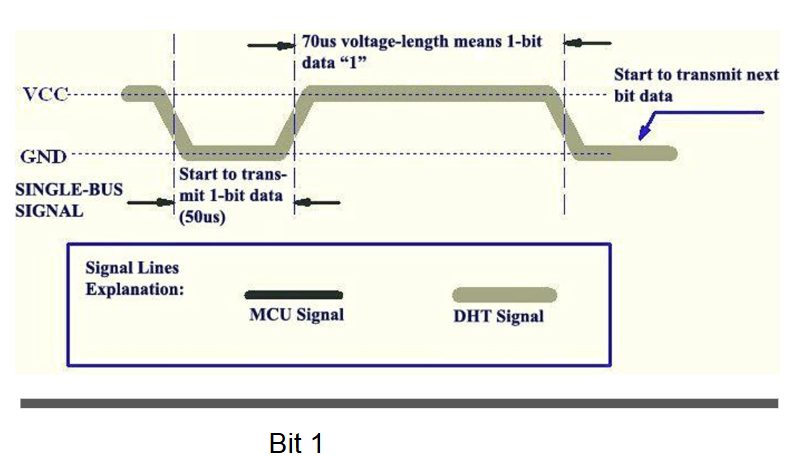 70us voltage-length means 1-bit
data “1”
Start to transmit next
bit data
VCC
GND
Start to trans-
mit 1-bit data
(50us)
SINGLE-BUS
SIGNAL
Signal Lines
Explanation:
MCU Signal
DHT Signal
Bit 1